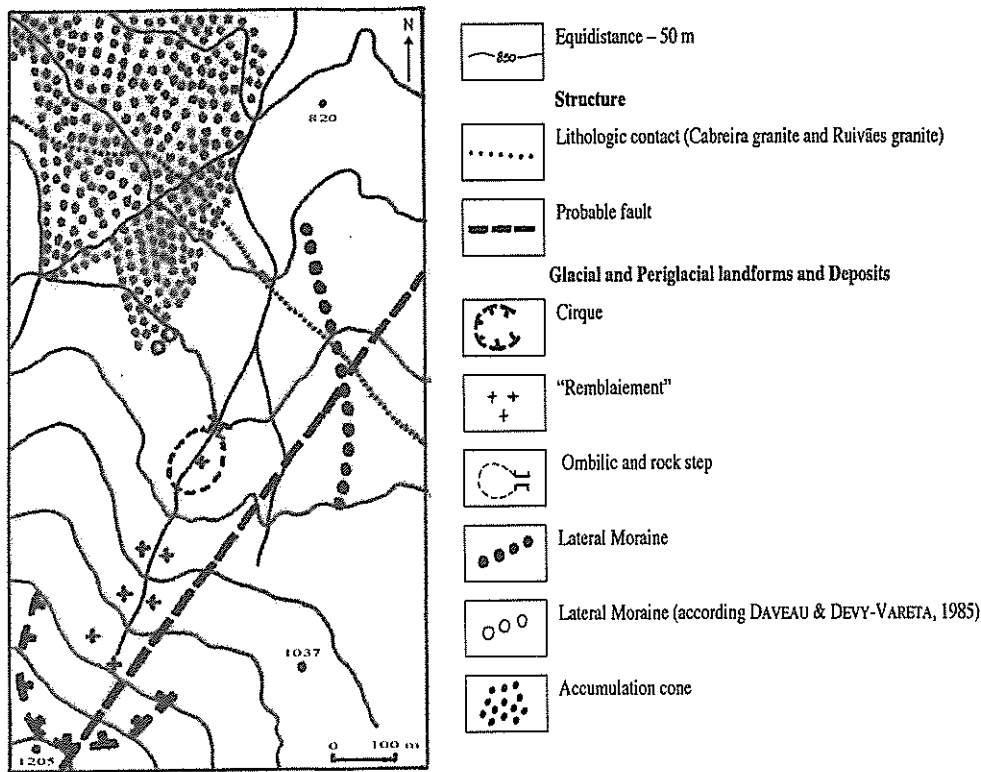 N
820
1037
1205
0 100 m
850
Equidistance – 50 m
Structure
Lithologic contact (Cabreira granite and Ruivães granite)
Probable fault
Glacial and Periglacial landforms and Deposits
Cirque
“Remblaiement”
Ombilic and rock step
Lateral Moraine
Lateral Moraine (according DAVEAU & DEVY-VARETA, 1985)
Accumulation cone